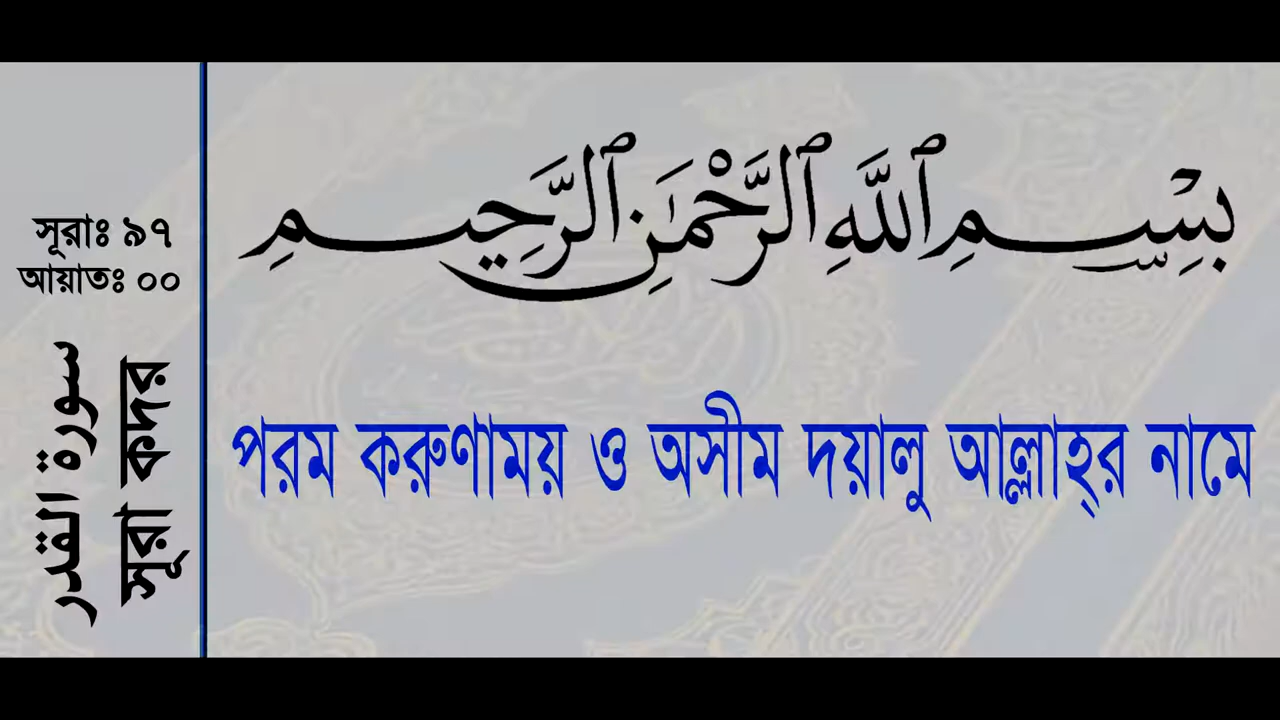 সূরাঃ ৯৭
আয়াতঃ ০০
سورة القدر
সূরা কদর
بِسْمِ ٱللَّهِ ٱلرَّحْمَٰنِ ٱلرَّحِيمِ
পরম করুণাময় ও অসীম দয়ালু আল্লাহ্‌র নামে